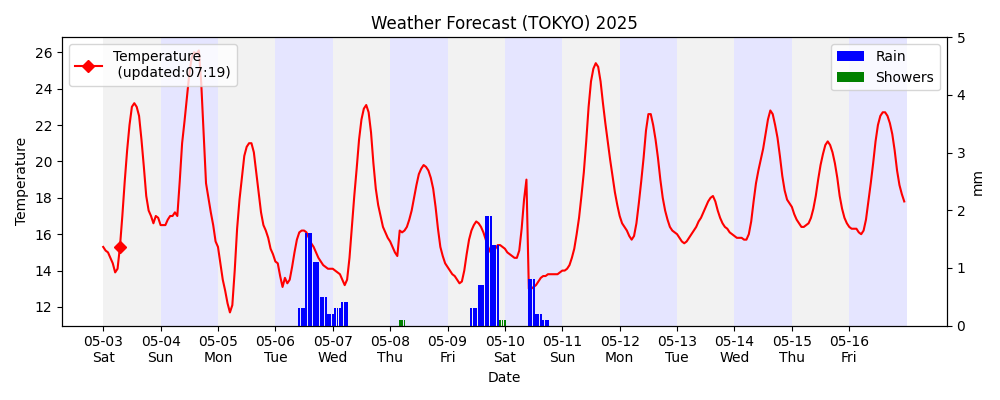 Weather Forecast (TOKYO) 2025
Temperature
(updated:07:19)
Rain
Showers
Temperature
26
24
22
20
18
16
14
12
5
4
3
2
1
0
mm
05-03 05-04 05-05 05-06 05-07 05-08 05-09 05-10 05-11 05-12 05-13 05-14 05-15 05-16
Sat Sun Mon Tue Wed Thu Fri Sat Sun Mon Tue Wed Thu Fri
Date